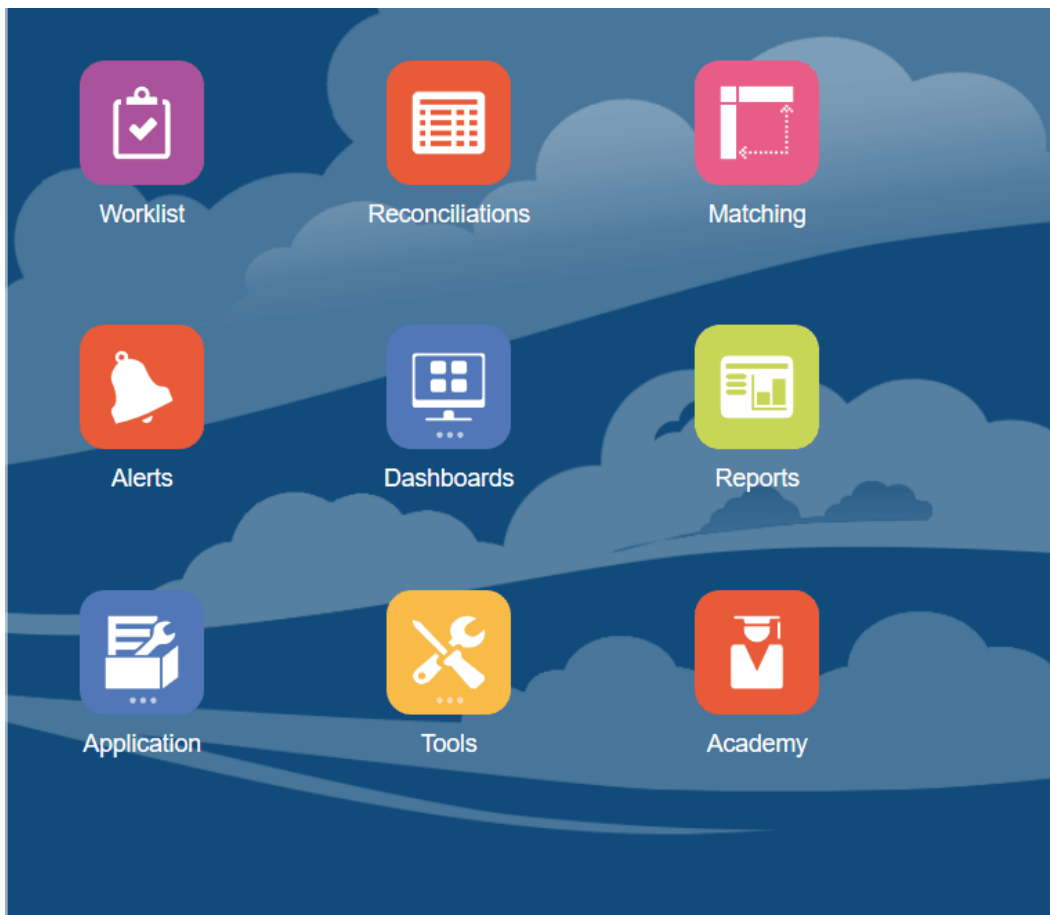 Worklist
Reconciliations
Matching
Alerts
Dashboards
Reports
Application
Tools
Academy